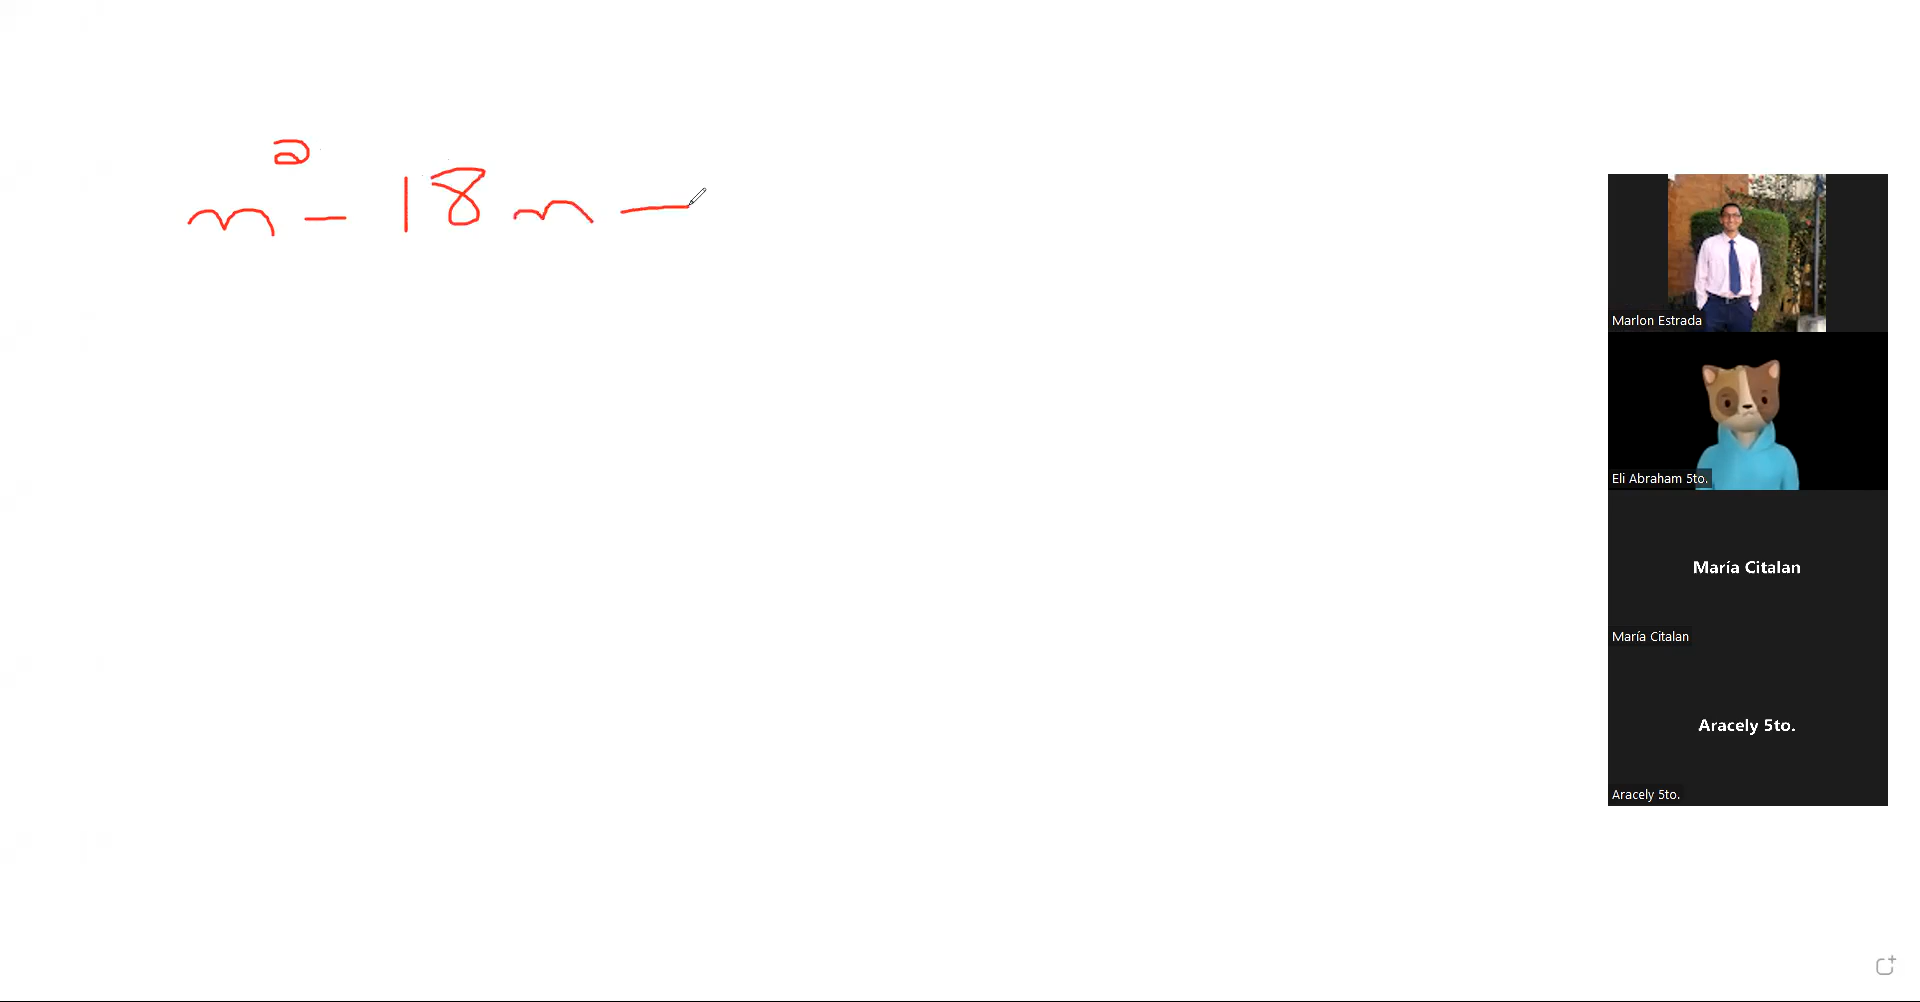 m² - 18m -
Marlon Estrada
Eli Abraham 5to.
María Citalan
María Citalan
Aracely 5to.
Aracely 5to.